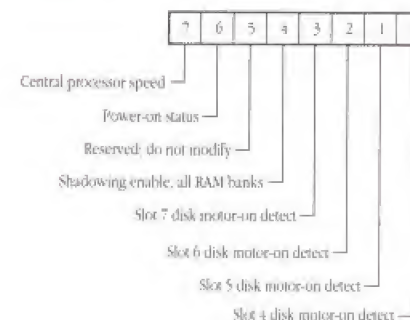 7 6 5 4 3 2 1
Central processor speed
Power-on status
Reserved; do not modify
Shadowing enable, all RAM banks
Slot 7 disk motor-on detect
Slot 6 disk motor-on detect
Slot 5 disk motor-on detect
Slot 4 disk motor-on detect